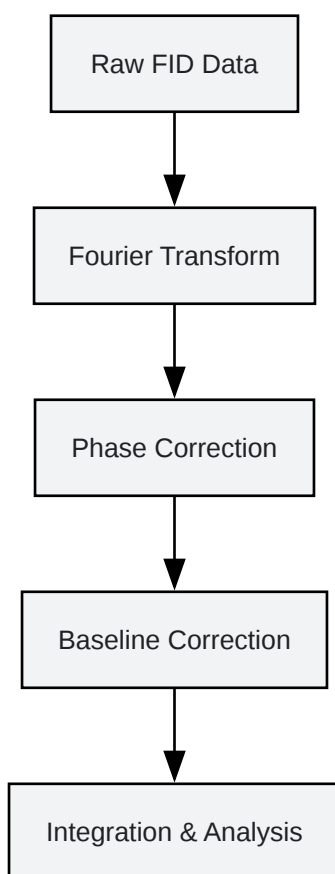 Raw FID Data
Fourier Transform
Phase Correction
Baseline Correction
Integration & Analysis